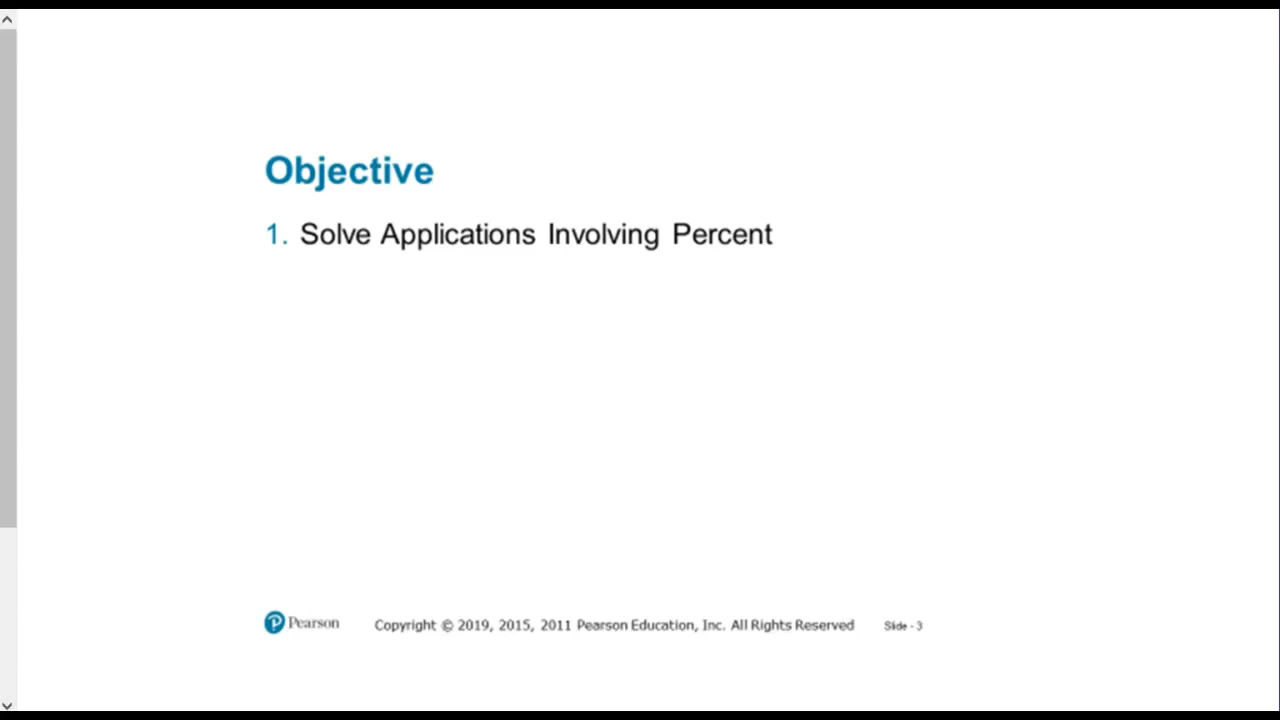 Objective
1. Solve Applications Involving Percent
Pearson Copyright © 2019, 2015, 2011 Pearson Education, Inc. All Rights Reserved Slide - 3